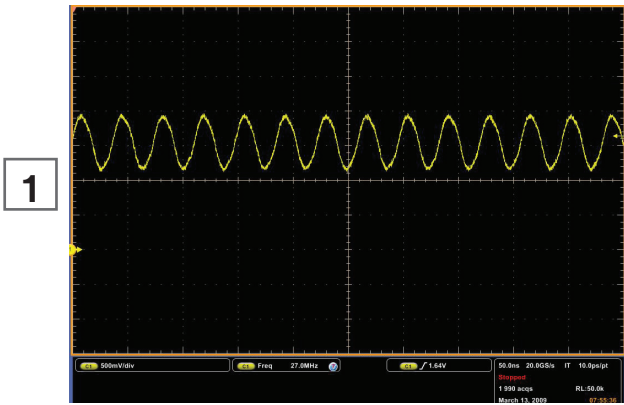 1
C1 500mV/div
C1 Freq 27.0MHz
C1 1.64V
50.0ns 20.0GS/s IT 10.0ps/pt
Stopped
1 990 acqs RL:50.0k
March 13, 2009 07:55:36